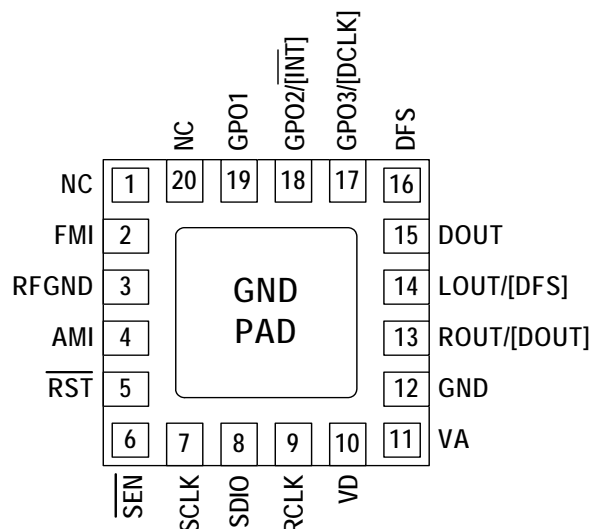 NC
GPO1
GPO2/[INT]
GPO3/[DCLK]
DFS
NC 1 20 19 18 17 16
FMI 2 15 DOUT
RFGND 3 14 LOUT/[DFS]
GND
PAD
AMI 4 13 ROUT/[DOUT]
RST 5 12 GND
6 7 8 9 10 11 VA
SEN
SCLK
SDIO
RCLK
VD